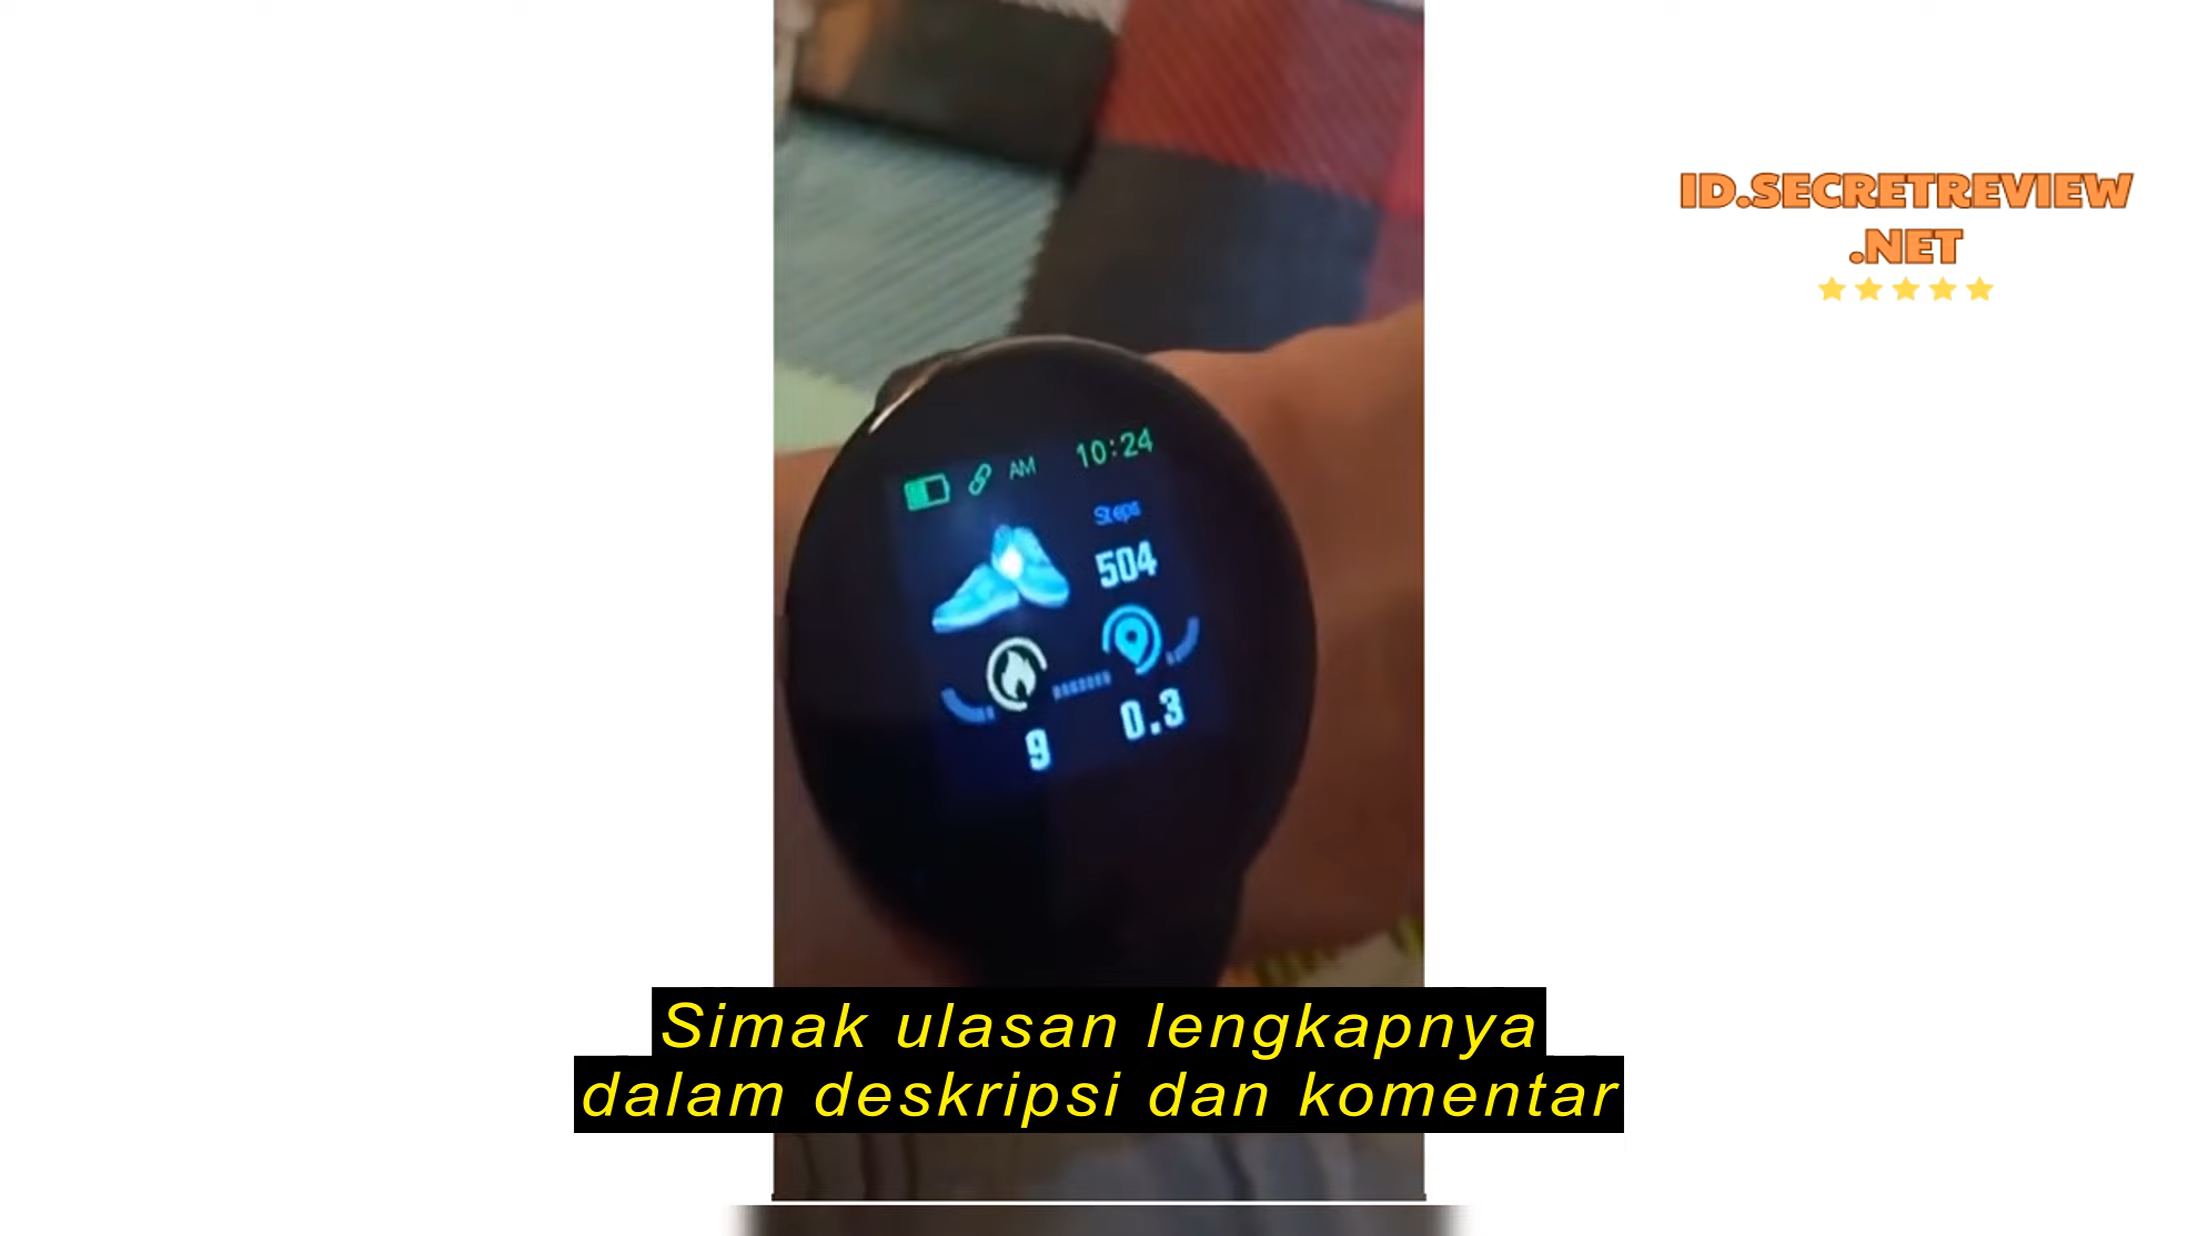 ID.SECRETREVIEW
.NET
AM 10:24
Steps
504
9 0.3
Simak ulasan lengkapnya
dalam deskripsi dan komentar